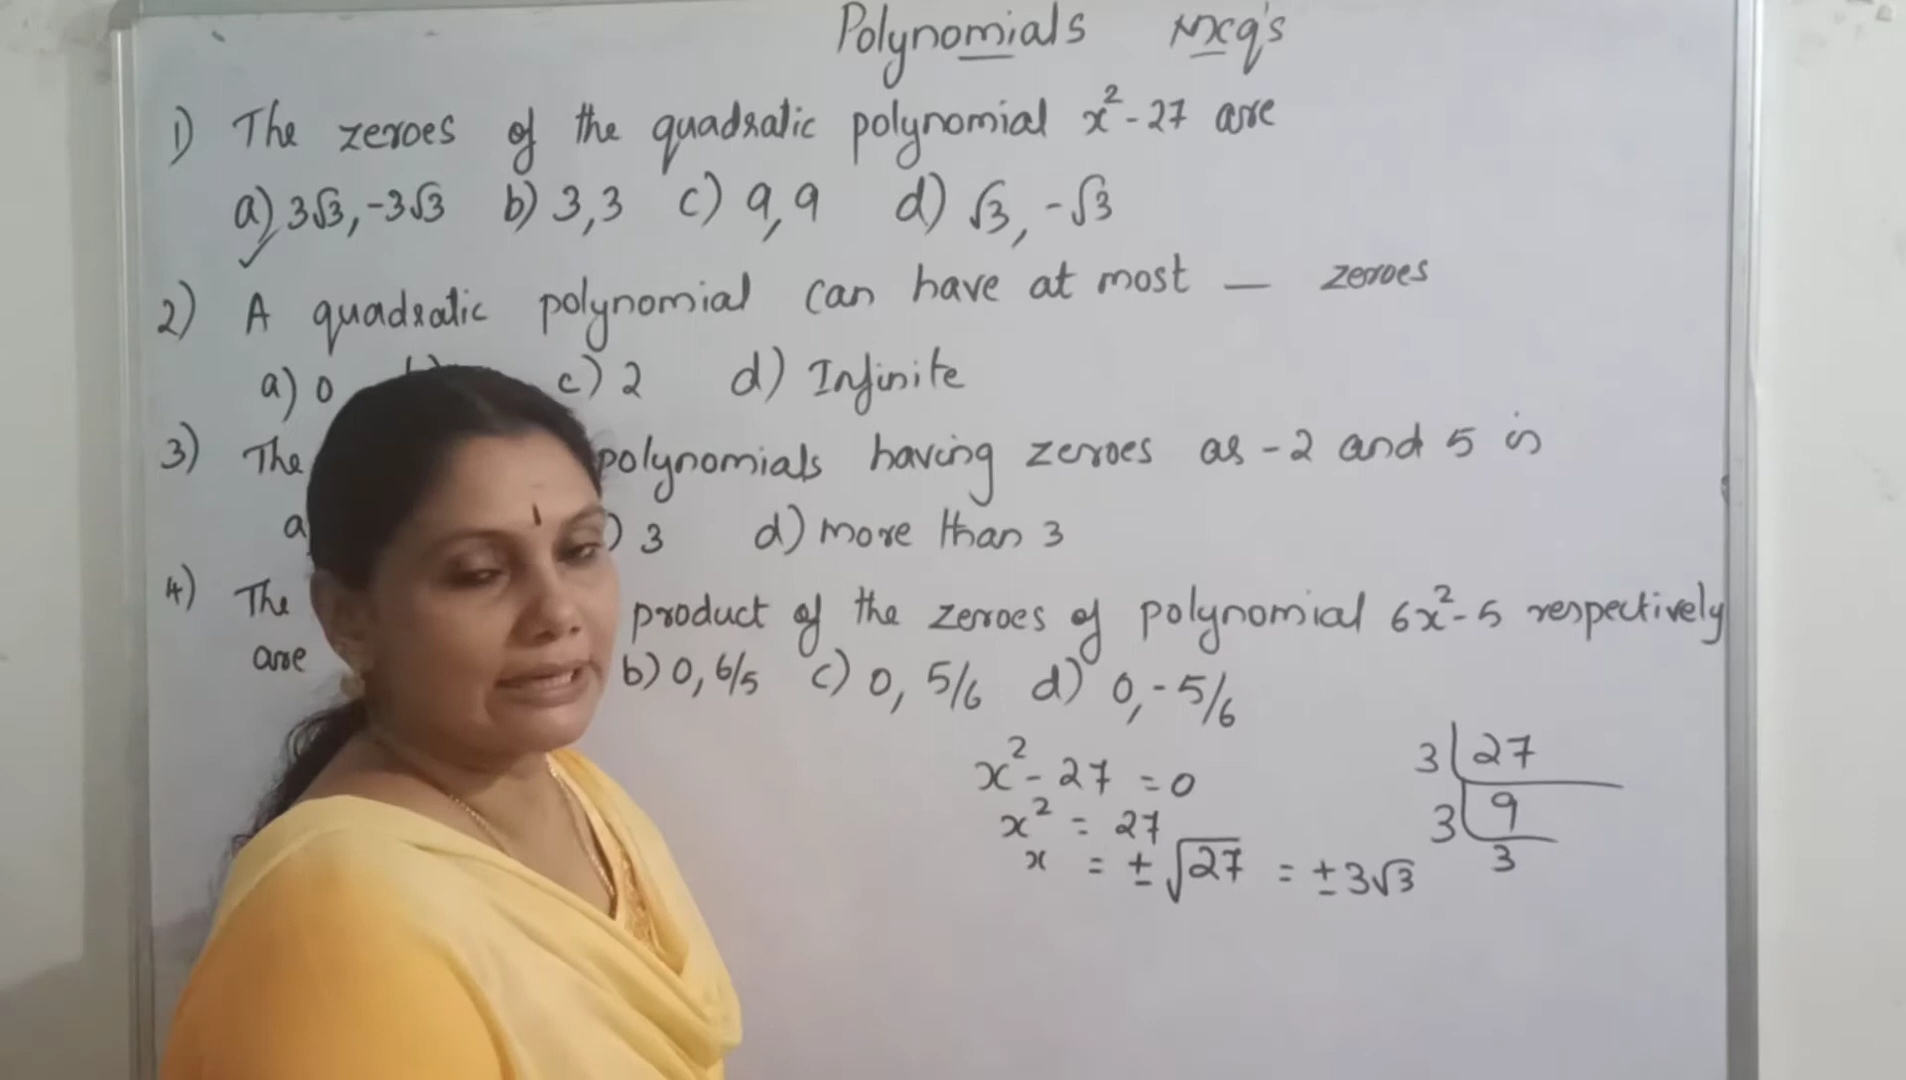 Polynomials Mcq's
1) The zeroes of the quadratic polynomial x²-27 are
a) 3√3, -3√3 b) 3,3 c) 9,9 d) √3, -√3
2) A quadratic polynomial can have at most — zeroes
a) 0 c) 2 d) Infinite
3) The polynomials having zeroes as -2 and 5 is
a ) 3 d) more than 3
4) The product of the zeroes of polynomial 6x²-5 respectively
are b) 0, 6/5 c) 0, 5/6 d) 0, -5/6
x²-27 = 0
x² = 27
x = ±√27 = ±3√3
3 27
3 9
3